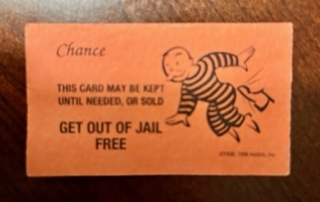 Chance
THIS CARD MAY BE KEPT
UNTIL NEEDED, OR SOLD
GET OUT OF JAIL
FREE